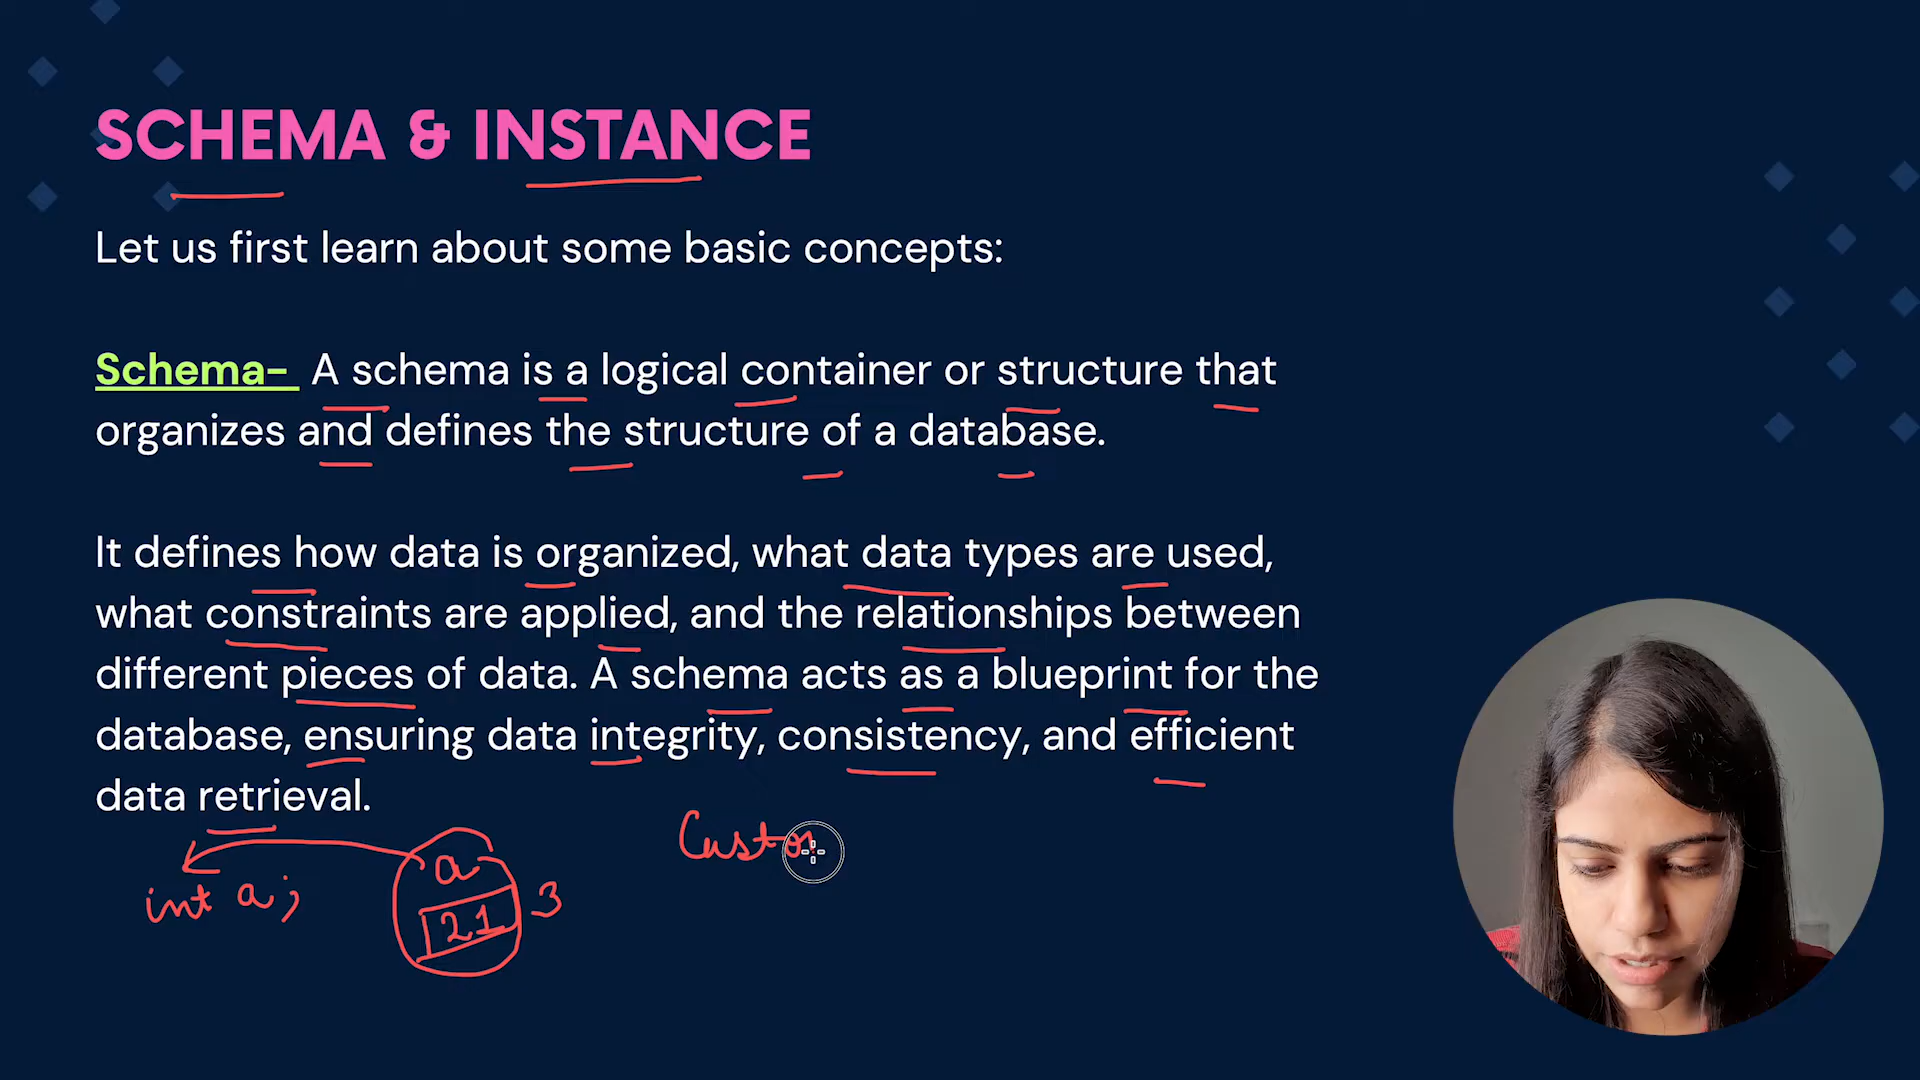 SCHEMA & INSTANCE
Let us first learn about some basic concepts:
Schema- A schema is a logical container or structure that
organizes and defines the structure of a database.
It defines how data is organized, what data types are used,
what constraints are applied, and the relationships between
different pieces of data. A schema acts as a blueprint for the
database, ensuring data integrity, consistency, and efficient
data retrieval.
Custo
a
int a;
21
3